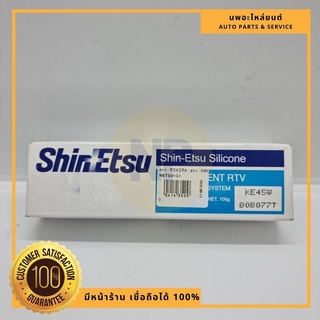 นพอะไหล่ยนต์
AUTO PARTS & SERVICE
ShinEtsu
Shin-Etsu Silicone
ENT RTV
SYSTEM
NET. 100g
KE45W
808077T
CUSTOMER
100%
SATISFACTION
GUARANTEE
มีหน้าร้าน เชื่อถือได้ 100%